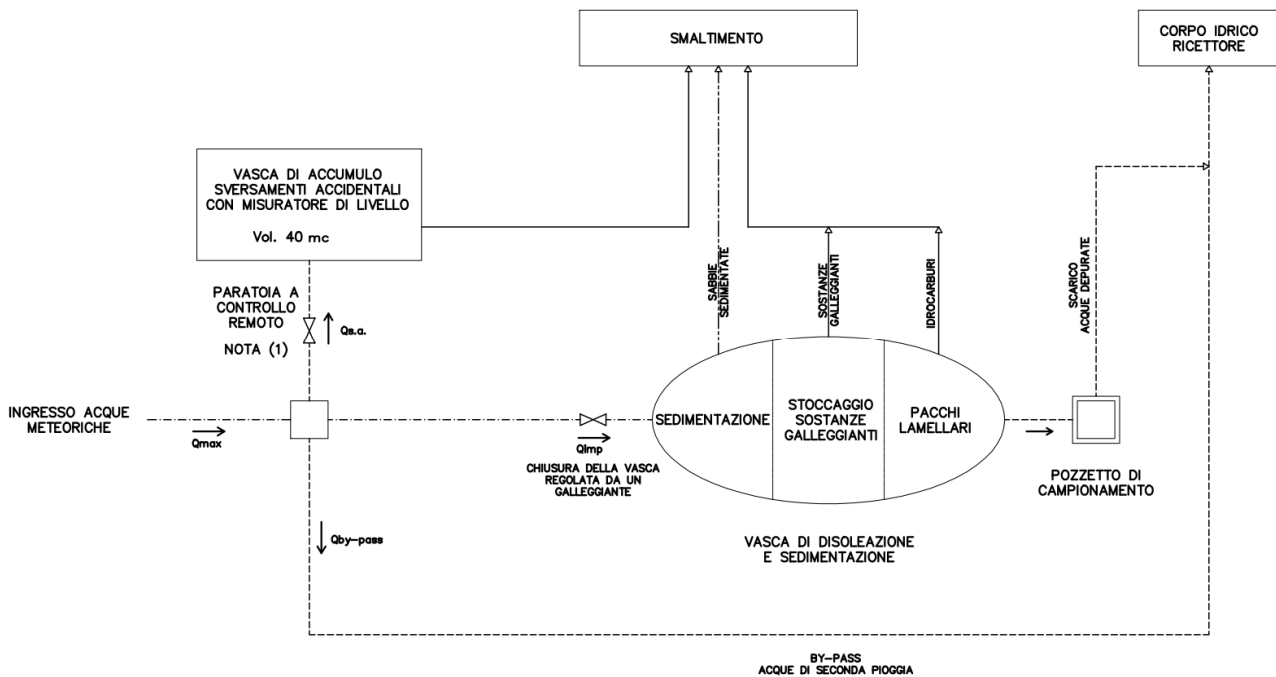 SMALTIMENTO
CORPO IDRICO
RICETTORE
VASCA DI ACCUMULO
SVERSAMENTI ACCIDENTALI
CON MISURATORE DI LIVELLO
Vol. 40 mc
PARATOIA A
CONTROLLO
REMOTO
NOTA (1)
Qs.a.
SABBIE
SEDIMENTATE
SOSTANZE
GALLEGGIANTI
IDROCARBURI
SCARICO
ACQUE DEPURATE
INGRESSO ACQUE
METEORICHE
Qmax
Qimp
CHIUSURA DELLA VASCA
REGOLATA DA UN
GALLEGGIANTE
SEDIMENTAZIONE
STOCCAGGIO
SOSTANZE
GALLEGGIANTI
PACCHI
LAMELLARI
POZZETTO DI
CAMPIONAMENTO
VASCA DI DISOLEAZIONE
E SEDIMENTAZIONE
Qby-pass
BY-PASS
ACQUE DI SECONDA PIOGGIA